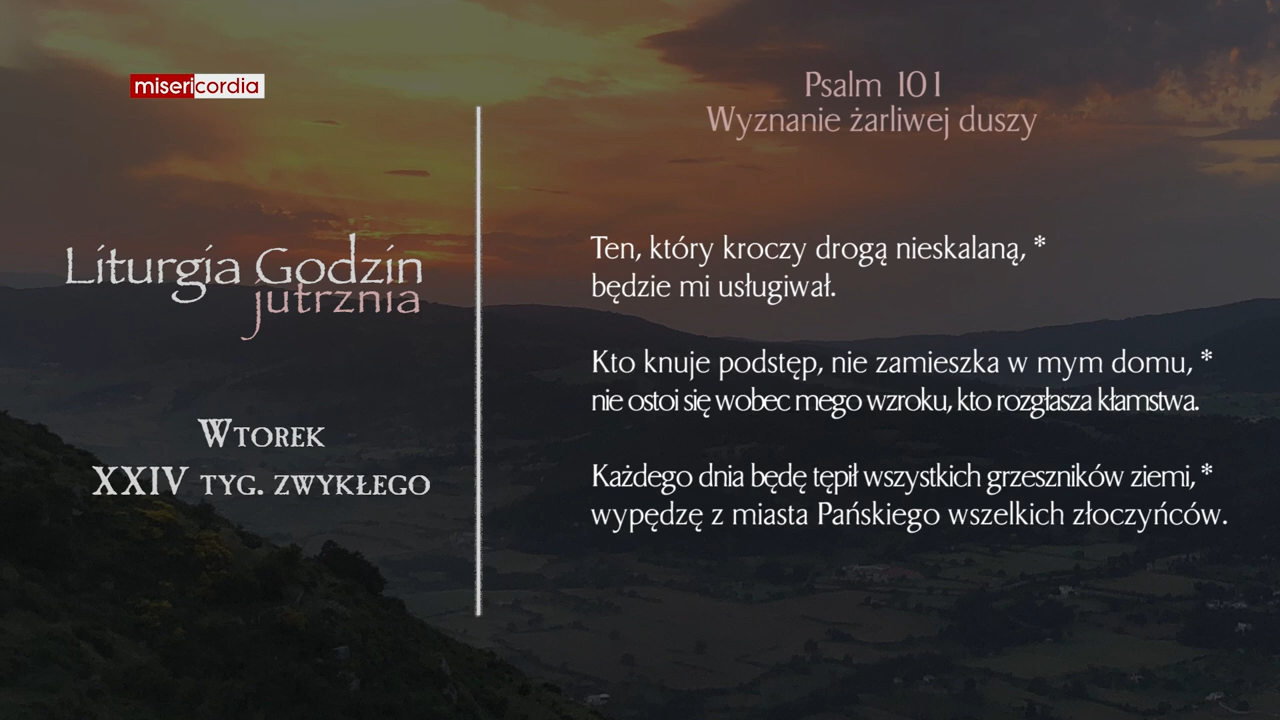 misericordia
Liturgia Godzin
jutrznia
Wtorek
XXIV tyg. zwykłego
Psalm 101
Wyznanie żarliwej duszy
Ten, który kroczy drogą nieskalaną, *
będzie mi usługiwał.
Kto knuje podstęp, nie zamieszka w mym domu, *
nie ostoi się wobec mego wzroku, kto rozgłasza kłamstwa.
Każdego dnia będę tępił wszystkich grzeszników ziemi, *
wypędzę z miasta Pańskiego wszelkich złoczyńców.